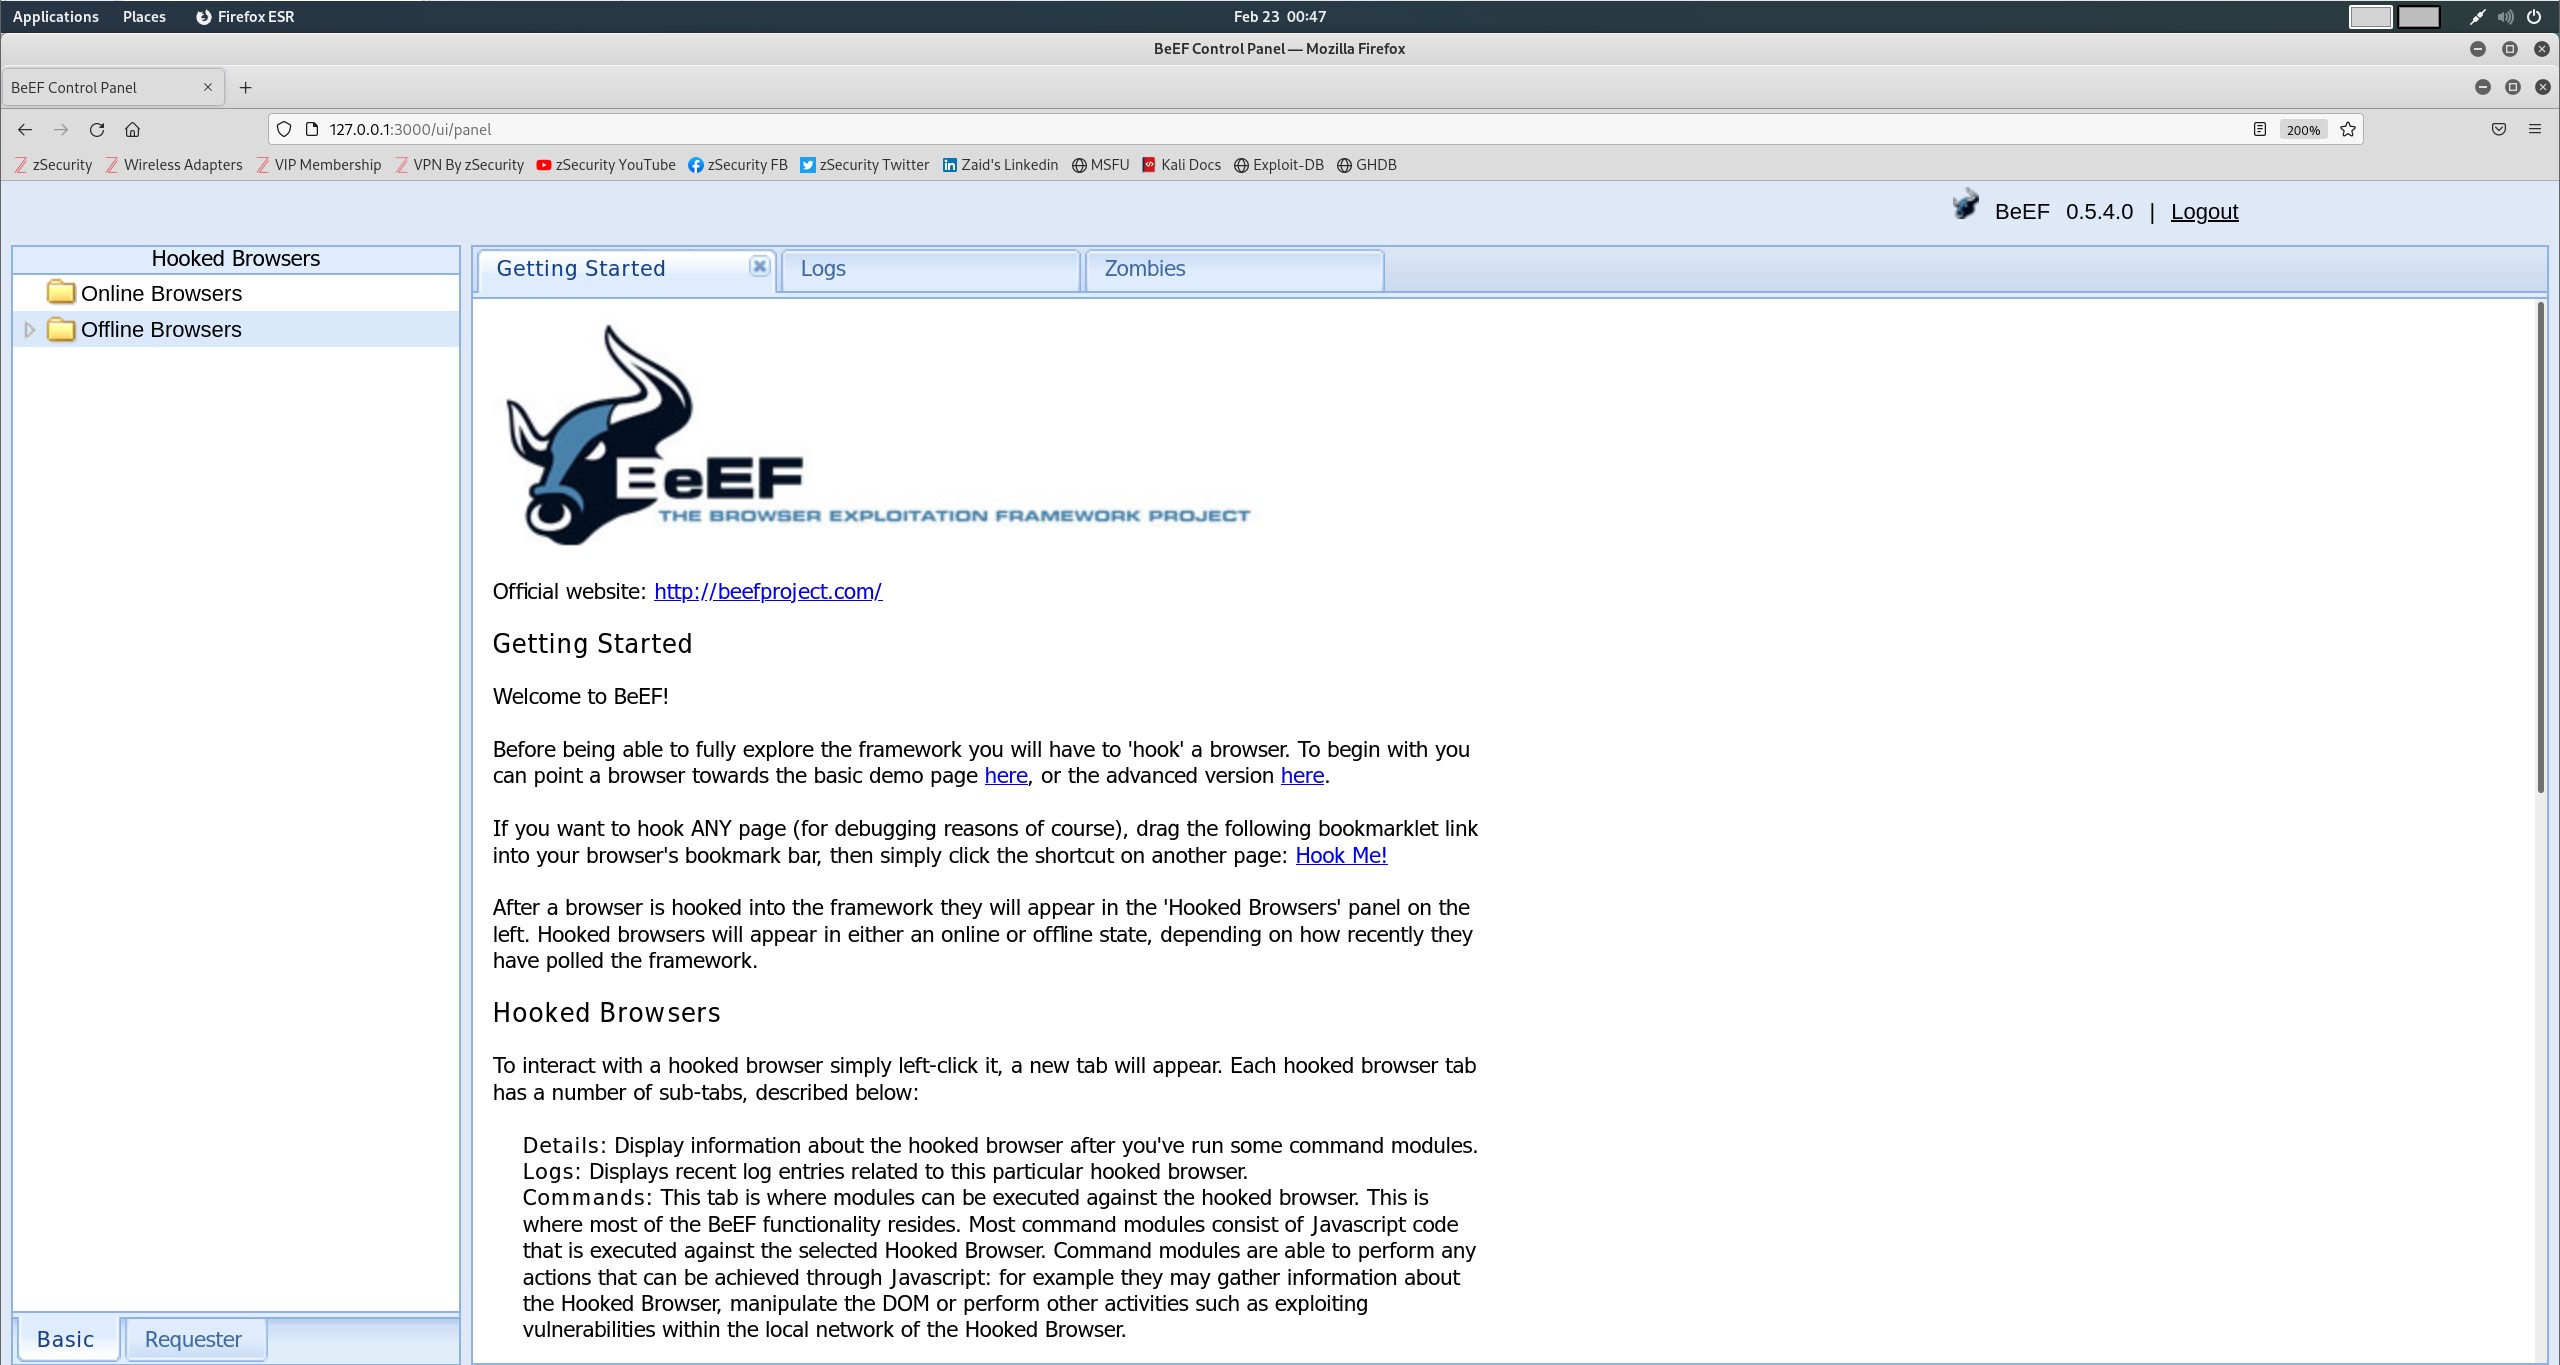 Applications Places Firefox ESR Feb 23 00:47
BeEF Control Panel — Mozilla Firefox
BeEF Control Panel
127.0.0.1:3000/ui/panel 200%
zSecurity Wireless Adapters VIP Membership VPN By zSecurity zSecurity YouTube zSecurity FB zSecurity Twitter Zaid's Linkedin MSFU Kali Docs Exploit-DB GHDB
BeEF 0.5.4.0 | Logout
Hooked Browsers
Online Browsers
Offline Browsers
Getting Started Logs Zombies
BeEF
THE BROWSER EXPLOITATION FRAMEWORK PROJECT
Official website: http://beefproject.com/
Getting Started
Welcome to BeEF!
Before being able to fully explore the framework you will have to 'hook' a browser. To begin with you
can point a browser towards the basic demo page here, or the advanced version here.
If you want to hook ANY page (for debugging reasons of course), drag the following bookmarklet link
into your browser's bookmark bar, then simply click the shortcut on another page: Hook Me!
After a browser is hooked into the framework they will appear in the 'Hooked Browsers' panel on the
left. Hooked browsers will appear in either an online or offline state, depending on how recently they
have polled the framework.
Hooked Browsers
To interact with a hooked browser simply left-click it, a new tab will appear. Each hooked browser tab
has a number of sub-tabs, described below:
Details: Display information about the hooked browser after you've run some command modules.
Logs: Displays recent log entries related to this particular hooked browser.
Commands: This tab is where modules can be executed against the hooked browser. This is
where most of the BeEF functionality resides. Most command modules consist of Javascript code
that is executed against the selected Hooked Browser. Command modules are able to perform any
actions that can be achieved through Javascript: for example they may gather information about
the Hooked Browser, manipulate the DOM or perform other activities such as exploiting
vulnerabilities within the local network of the Hooked Browser.
Basic Requester